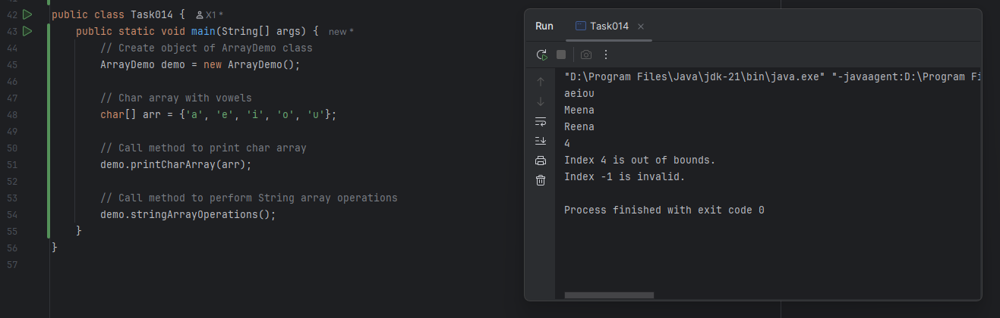 42 public class Task014 { X1 *
43 public static void main(String[] args) { new *
44 // Create object of ArrayDemo class
45 ArrayDemo demo = new ArrayDemo();
46
47 // Char array with vowels
48 char[] arr = {'a', 'e', 'i', 'o', 'u'};
49
50 // Call method to print char array
51 demo.printCharArray(arr);
52
53 // Call method to perform String array operations
54 demo.stringArrayOperations();
55 }
56 }
57
Run Task014
"D:\Program Files\Java\jdk-21\bin\java.exe" "-javaagent:D:\Program Fi
aeiou
Meena
Reena
4
Index 4 is out of bounds.
Index -1 is invalid.
Process finished with exit code 0